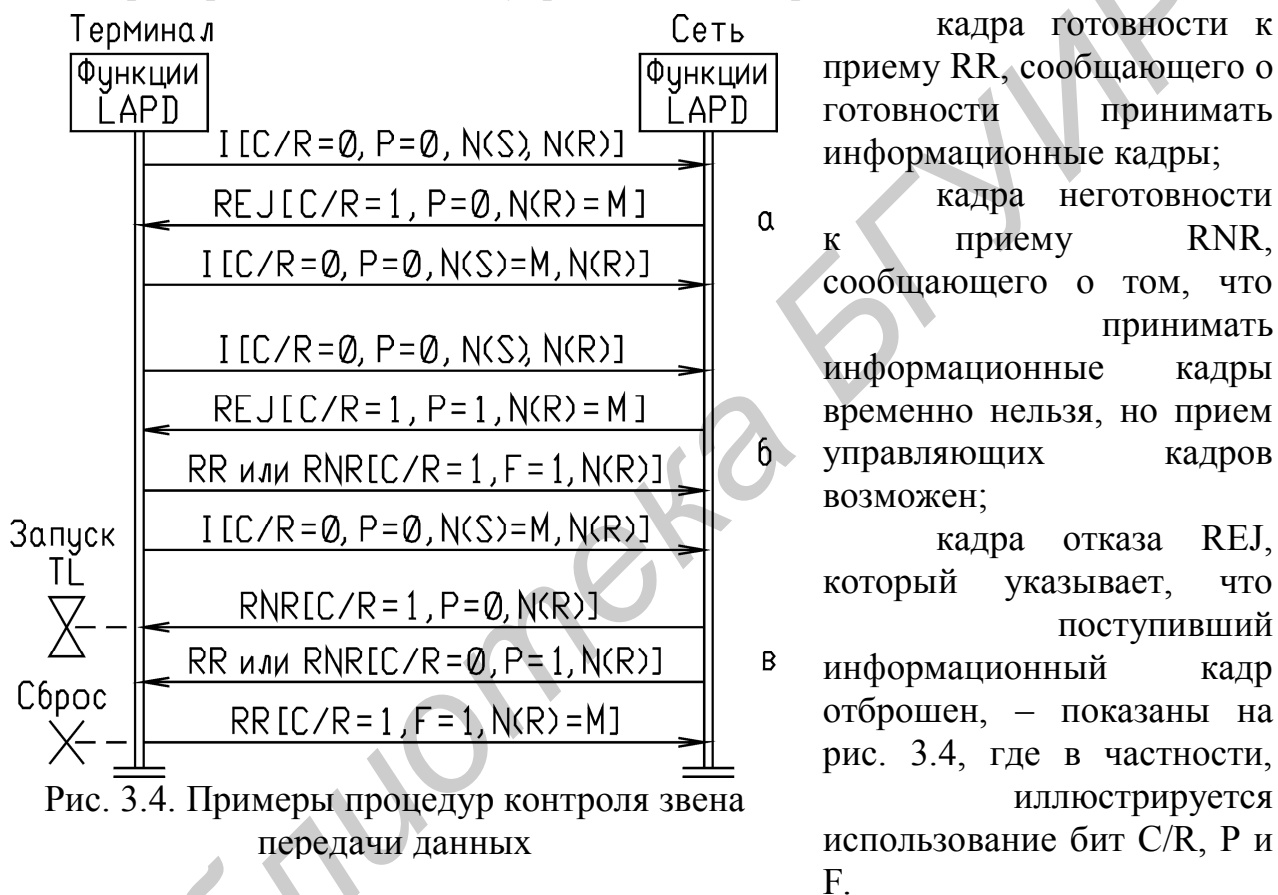 Терминал
Сеть
Функции
LAPD
Функции
LAPD
I[C/R=0, P=0, N(S), N(R)]
REJ[C/R=1, P=0, N(R)=M]
а
I[C/R=0, P=0, N(S)=M, N(R)]
I[C/R=0, P=0, N(S), N(R)]
REJ[C/R=1, P=1, N(R)=M]
б
RR или RNR[C/R=1, F=1, N(R)]
I[C/R=0, P=0, N(S)=M, N(R)]
Запуск
TL
RNR[C/R=1, P=0, N(R)]
RR или RNR[C/R=0, P=1, N(R)]
в
Сброс
RR[C/R=1, F=1, N(R)=M]
Рис. 3.4. Примеры процедур контроля звена
передачи данных
кадра готовности к
приему RR, сообщающего о
готовности принимать
информационные кадры;
кадра неготовности
к приему RNR,
сообщающего о том, что
принимать
информационные кадры
временно нельзя, но прием
управляющих кадров
возможен;
кадра отказа REJ,
который указывает, что
поступивший
информационный кадр
отброшен, – показаны на
рис. 3.4, где в частности,
иллюстрируется
использование бит C/R, P и
F.